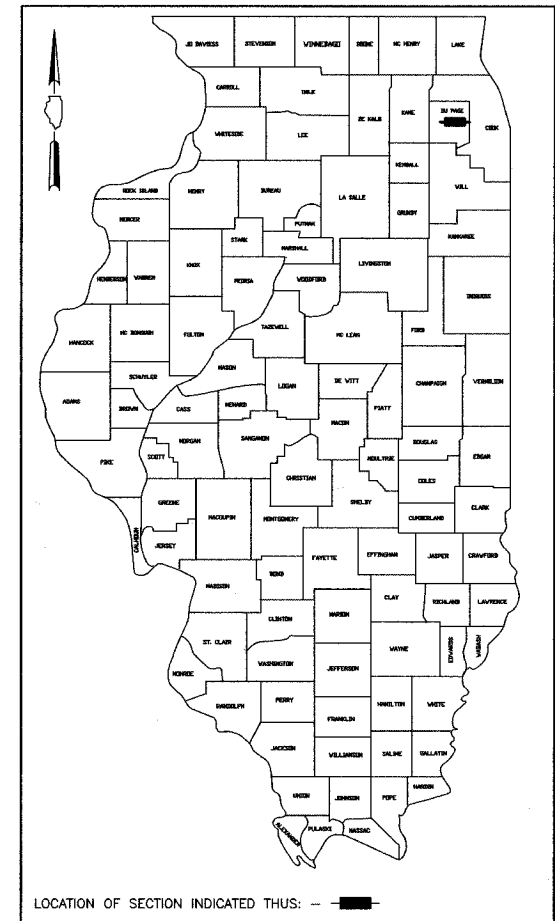 JO DAVIESS STEPHENSON WINNEBAGO BOONE MC HENRY LAKE
CARROLL OGLE DE KALB KANE DU PAGE COOK
WHITESIDE LEE
KENDALL WILL
ROCK ISLAND HENRY BUREAU LA SALLE GRUNDY
MERCER PUTNAM KANKAKEE
STARK MARSHALL
HENDERSON WARREN KNOX PEORIA WOODFORD LIVINGSTON IROQUOIS
HANCOCK MC DONOUGH FULTON TAZEWELL MC LEAN FORD
MASON
SCHUYLER LOGAN DE WITT CHAMPAIGN VERMILION
ADAMS BROWN CASS MENARD PIATT
MACON
MORGAN SANGAMON DOUGLAS
PIKE SCOTT MOULTRIE EDGAR
CHRISTIAN COLES
GREENE SHELBY
MACOUPIN MONTGOMERY CUMBERLAND CLARK
CALHOUN JERSEY
FAYETTE EFFINGHAM JASPER CRAWFORD
MADISON BOND
CLAY RICHLAND LAWRENCE
CLINTON MARION
ST. CLAIR WAYNE EDWARDS WABASH
WASHINGTON JEFFERSON
MONROE
RANDOLPH PERRY HAMILTON WHITE
FRANKLIN
JACKSON WILLIAMSON SALINE GALLATIN
HARDIN
UNION JOHNSON POPE
ALEXANDER PULASKI MASSAC
LOCATION OF SECTION INDICATED THUS: –